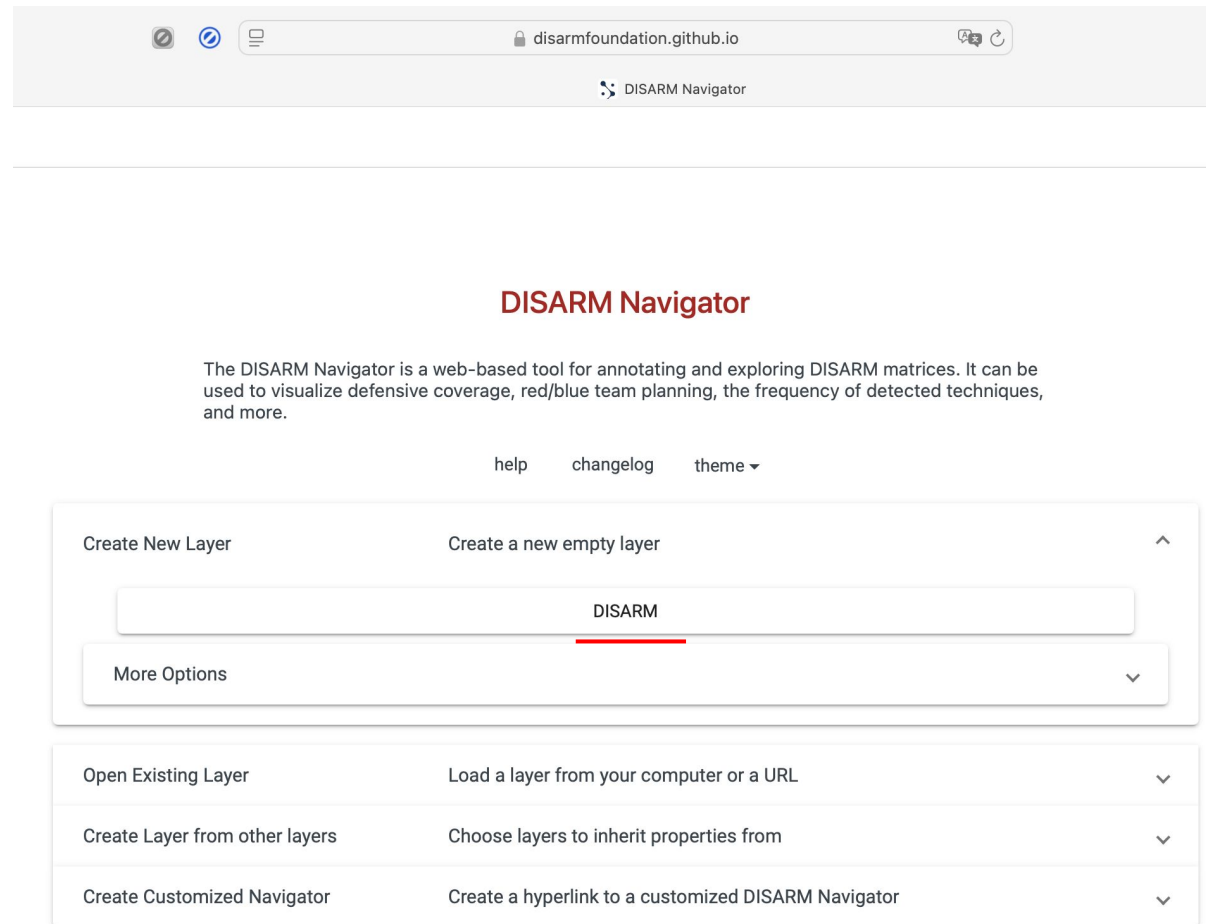 disarmfoundation.github.io
DISARM Navigator
DISARM Navigator
The DISARM Navigator is a web-based tool for annotating and exploring DISARM matrices. It can be
used to visualize defensive coverage, red/blue team planning, the frequency of detected techniques,
and more.
help changelog theme
Create New Layer Create a new empty layer
DISARM
More Options
Open Existing Layer Load a layer from your computer or a URL
Create Layer from other layers Choose layers to inherit properties from
Create Customized Navigator Create a hyperlink to a customized DISARM Navigator